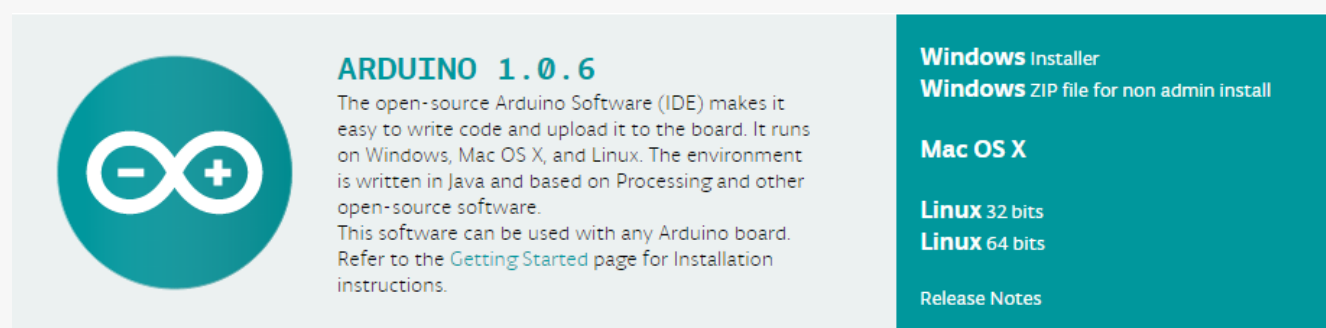 ARDUINO 1.0.6
The open-source Arduino Software (IDE) makes it
easy to write code and upload it to the board. It runs
on Windows, Mac OS X, and Linux. The environment
is written in Java and based on Processing and other
open-source software.
This software can be used with any Arduino board.
Refer to the Getting Started page for Installation
instructions.
Windows Installer
Windows ZIP file for non admin install
Mac OS X
Linux 32 bits
Linux 64 bits
Release Notes